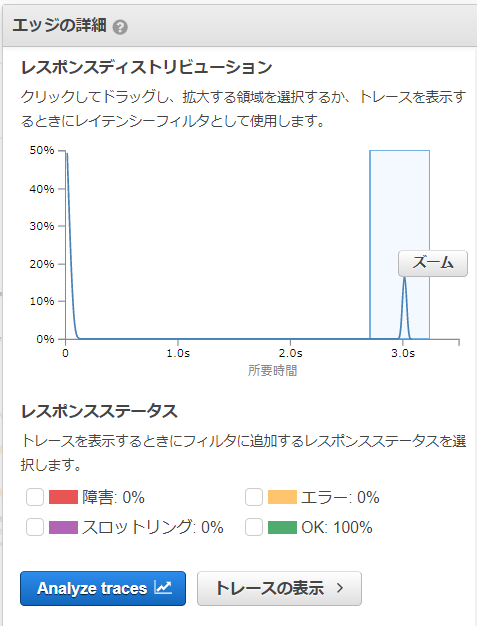 エッジの詳細 ?
レスポンスディストリビューション
クリックしてドラッグし、拡大する領域を選択するか、トレースを表示す
るときにレイテンシーフィルタとして使用します。
50%
40%
30%
20%
ズーム
10%
0%
0 1.0s 2.0s 3.0s
所要時間
レスポンスステータス
トレースを表示するときにフィルタに追加するレスポンスステータスを選
択します。
障害: 0% エラー: 0%
スロットリング: 0% OK: 100%
Analyze traces トレースの表示 >